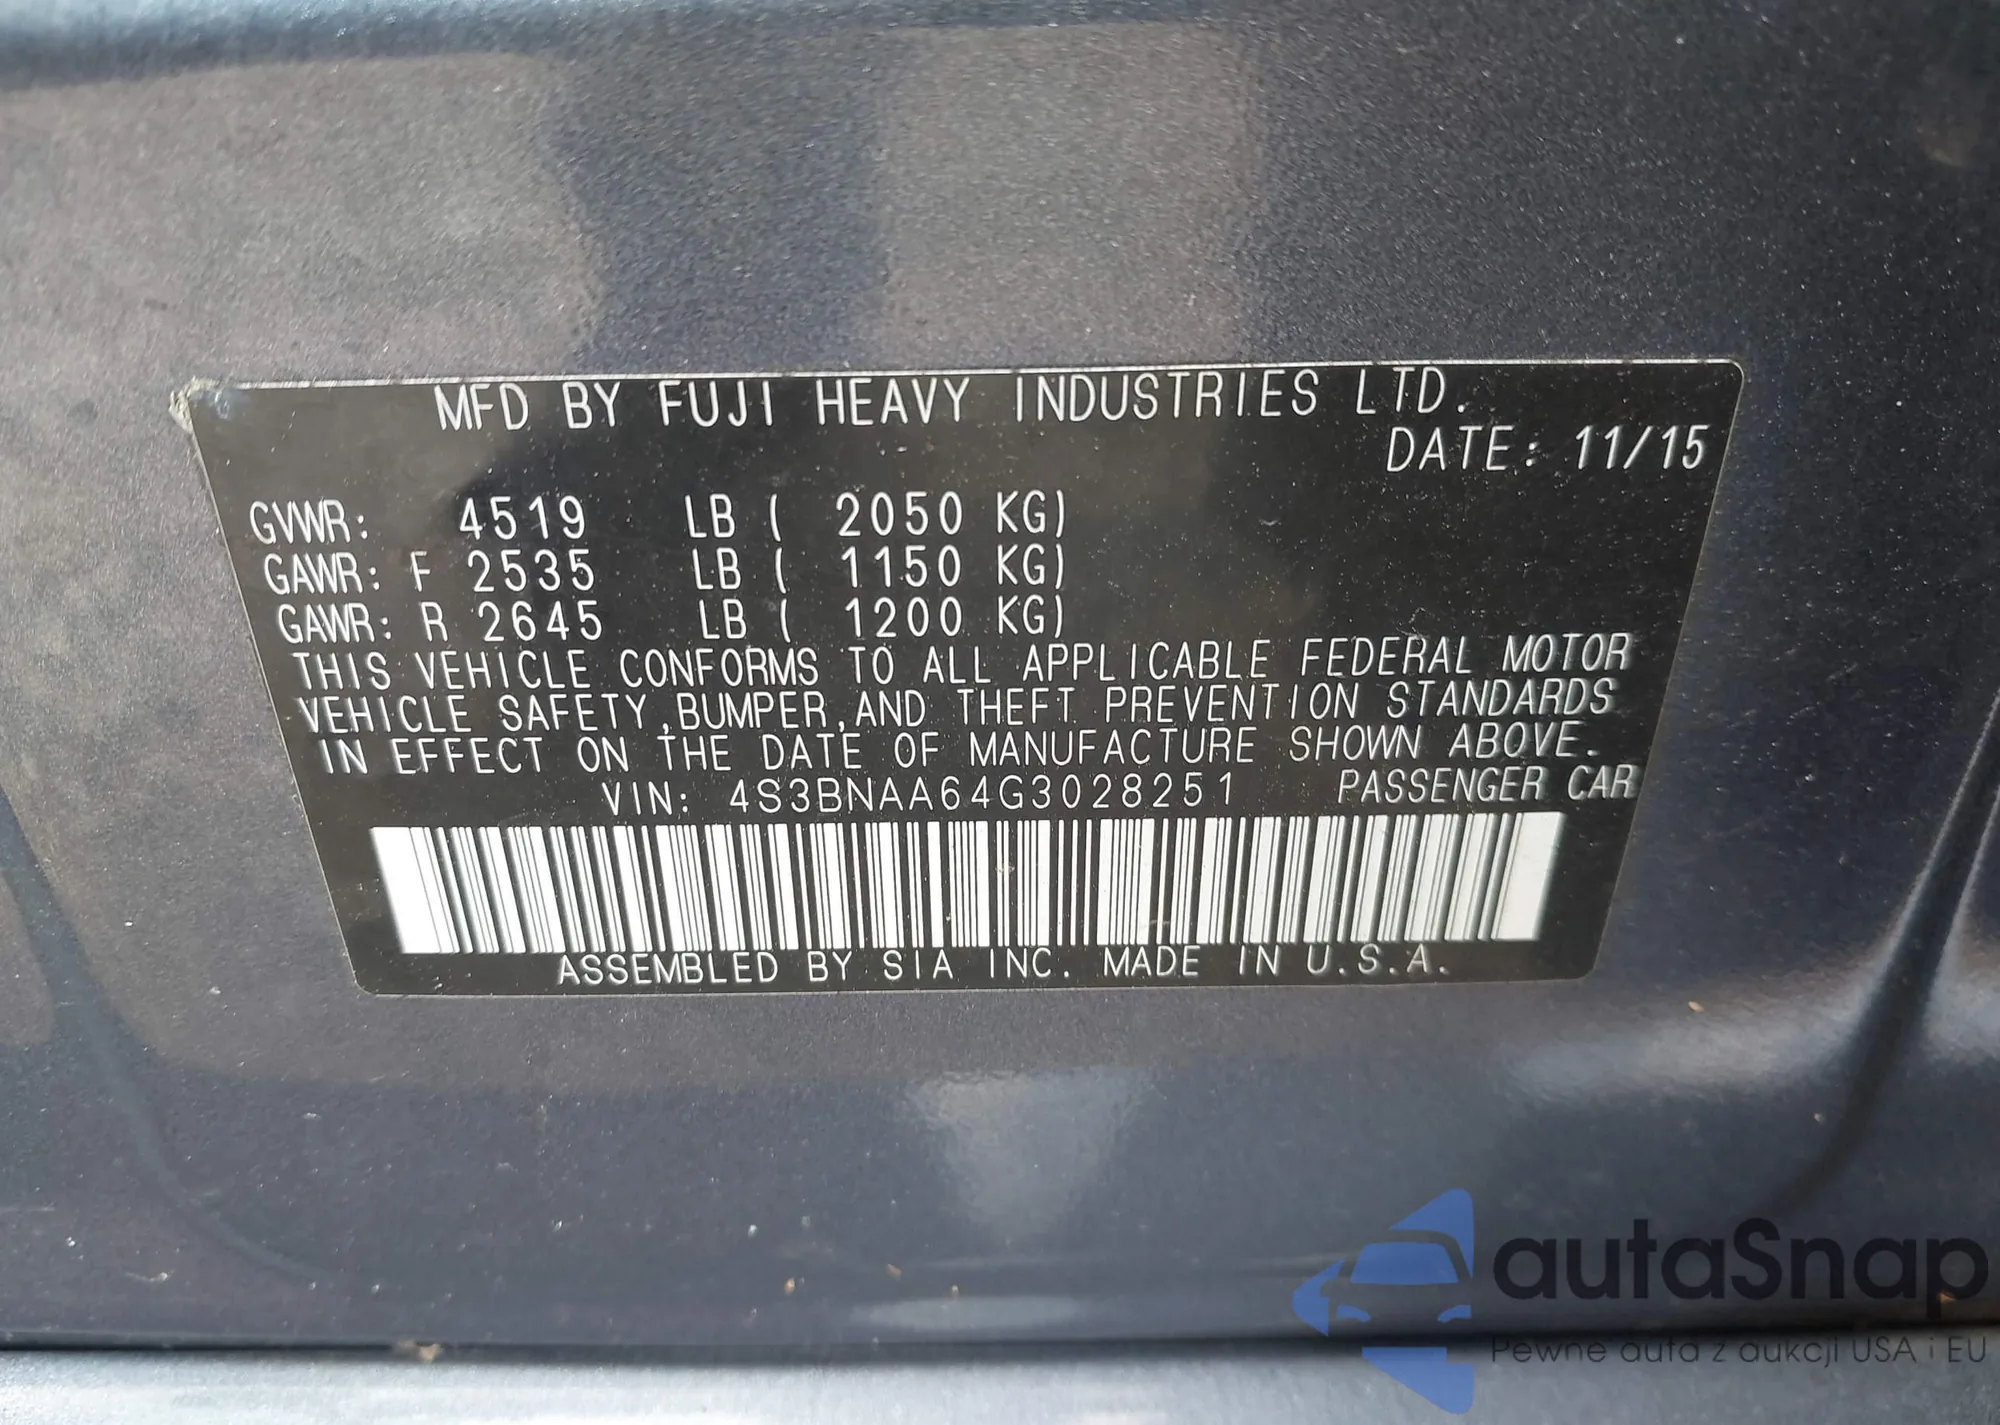 MFD BY FUJI HEAVY INDUSTRIES LTD.
DATE: 11/15
GVWR: 4519 LB ( 2050 KG)
GAWR: F 2535 LB ( 1150 KG)
GAWR: R 2645 LB ( 1200 KG)
THIS VEHICLE CONFORMS TO ALL APPLICABLE FEDERAL MOTOR
VEHICLE SAFETY,BUMPER,AND THEFT PREVENTION STANDARDS
IN EFFECT ON THE DATE OF MANUFACTURE SHOWN ABOVE.
VIN: 4S3BNAA64G3028251 PASSENGER CAR
ASSEMBLED BY SIA INC. MADE IN U.S.A.
autaSnap
Pewne auta z aukcji USA i EU